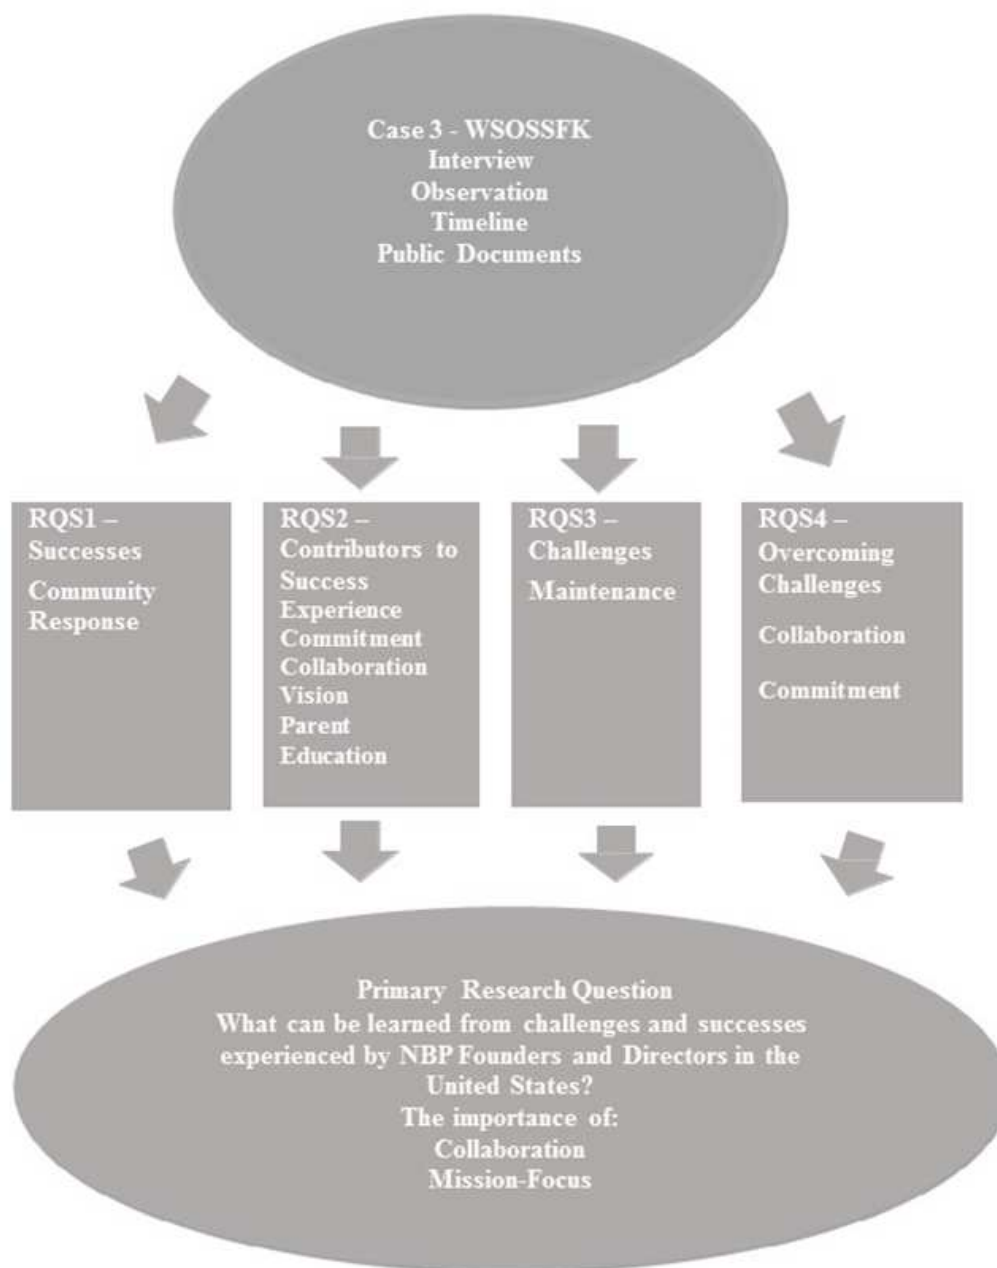 Case 3 - WSOSSFK
Interview
Observation
Timeline
Public Documents
RQS1 –
Successes
Community
Response
RQS2 –
Contributors to
Success
Experience
Commitment
Collaboration
Vision
Parent
Education
RQS3 –
Challenges
Maintenance
RQS4 –
Overcoming
Challenges
Collaboration
Commitment
Primary Research Question
What can be learned from challenges and successes
experienced by NBP Founders and Directors in the
United States?
The importance of:
Collaboration
Mission-Focus